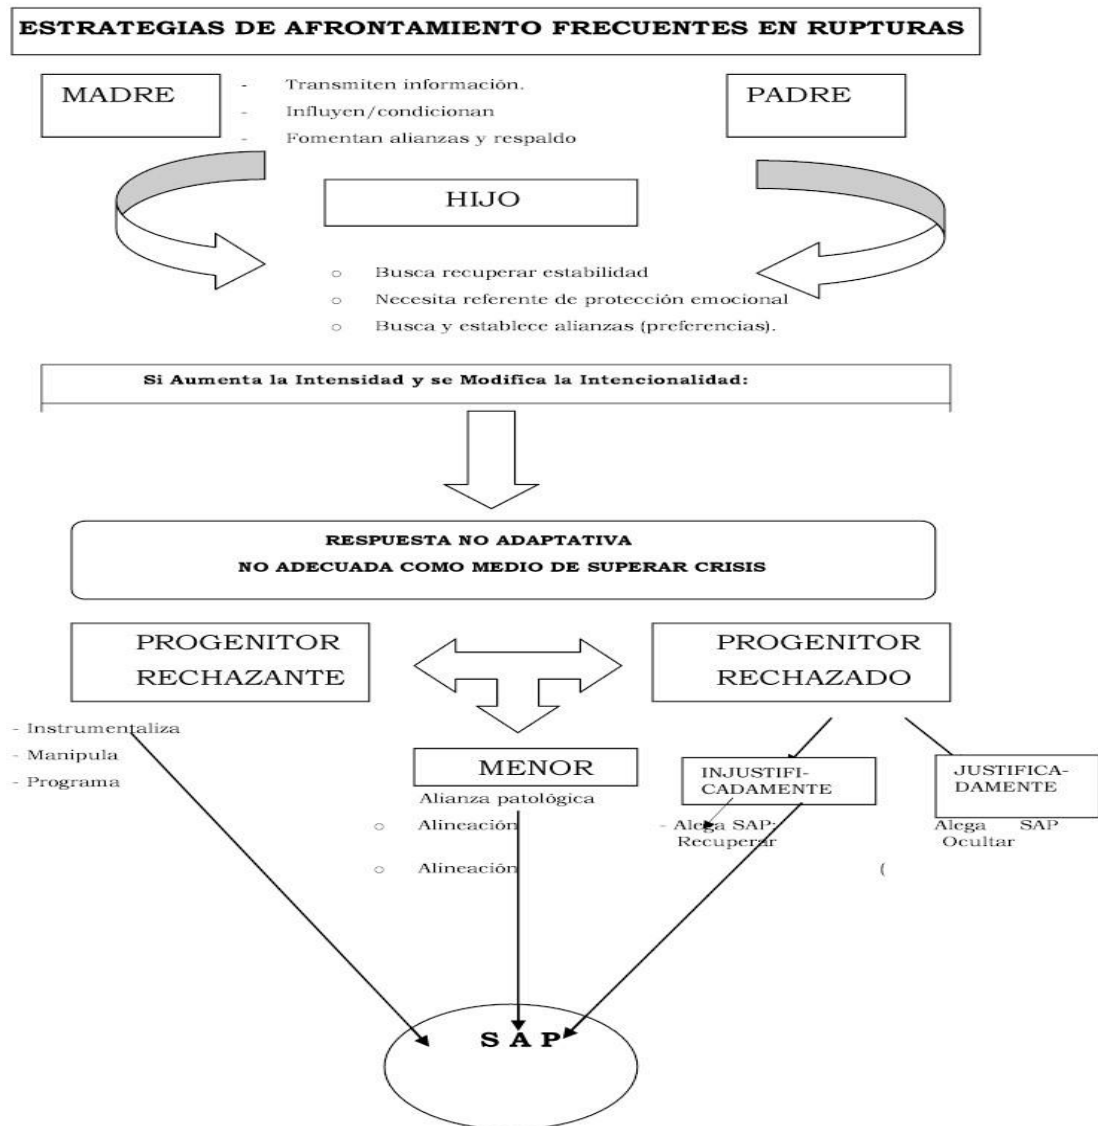 ESTRATEGIAS DE AFRONTAMIENTO FRECUENTES EN RUPTURAS
MADRE
- Transmiten información.
- Influyen/condicionan
- Fomentan alianzas y respaldo
PADRE
HIJO
o Busca recuperar estabilidad
o Necesita referente de protección emocional
o Busca y establece alianzas (preferencias).
Si Aumenta la Intensidad y se Modifica la Intencionalidad:
RESPUESTA NO ADAPTATIVA
NO ADECUADA COMO MEDIO DE SUPERAR CRISIS
PROGENITOR
RECHAZANTE
PROGENITOR
RECHAZADO
- Instrumentaliza
- Manipula
- Programa
MENOR
Alianza patológica
o Alineación
o Alineación
INJUSTIFI-
CADAMENTE
- Alega SAP:
Recuperar
JUSTIFICA-
DAMENTE
Alega SAP
Ocultar
(
S A P